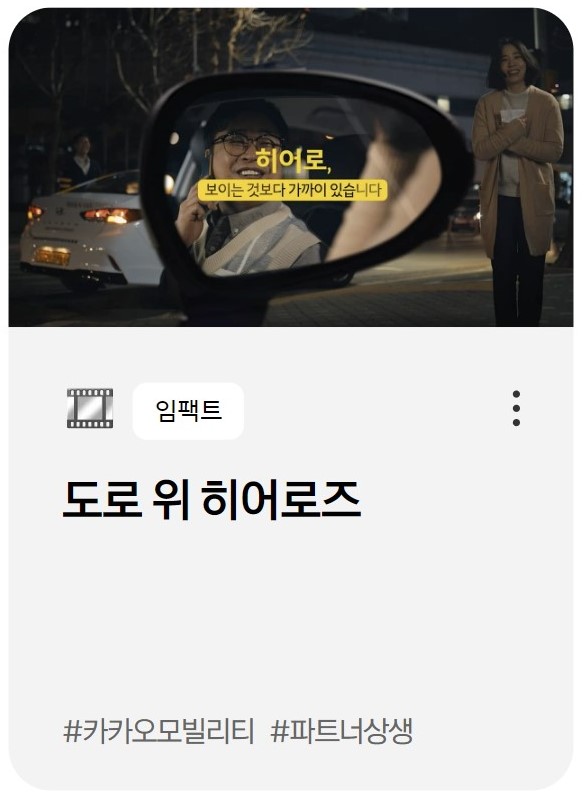 히어로,
보이는 것보다 가까이 있습니다
임팩트
도로 위 히어로즈
#카카오모빌리티 #파트너상생